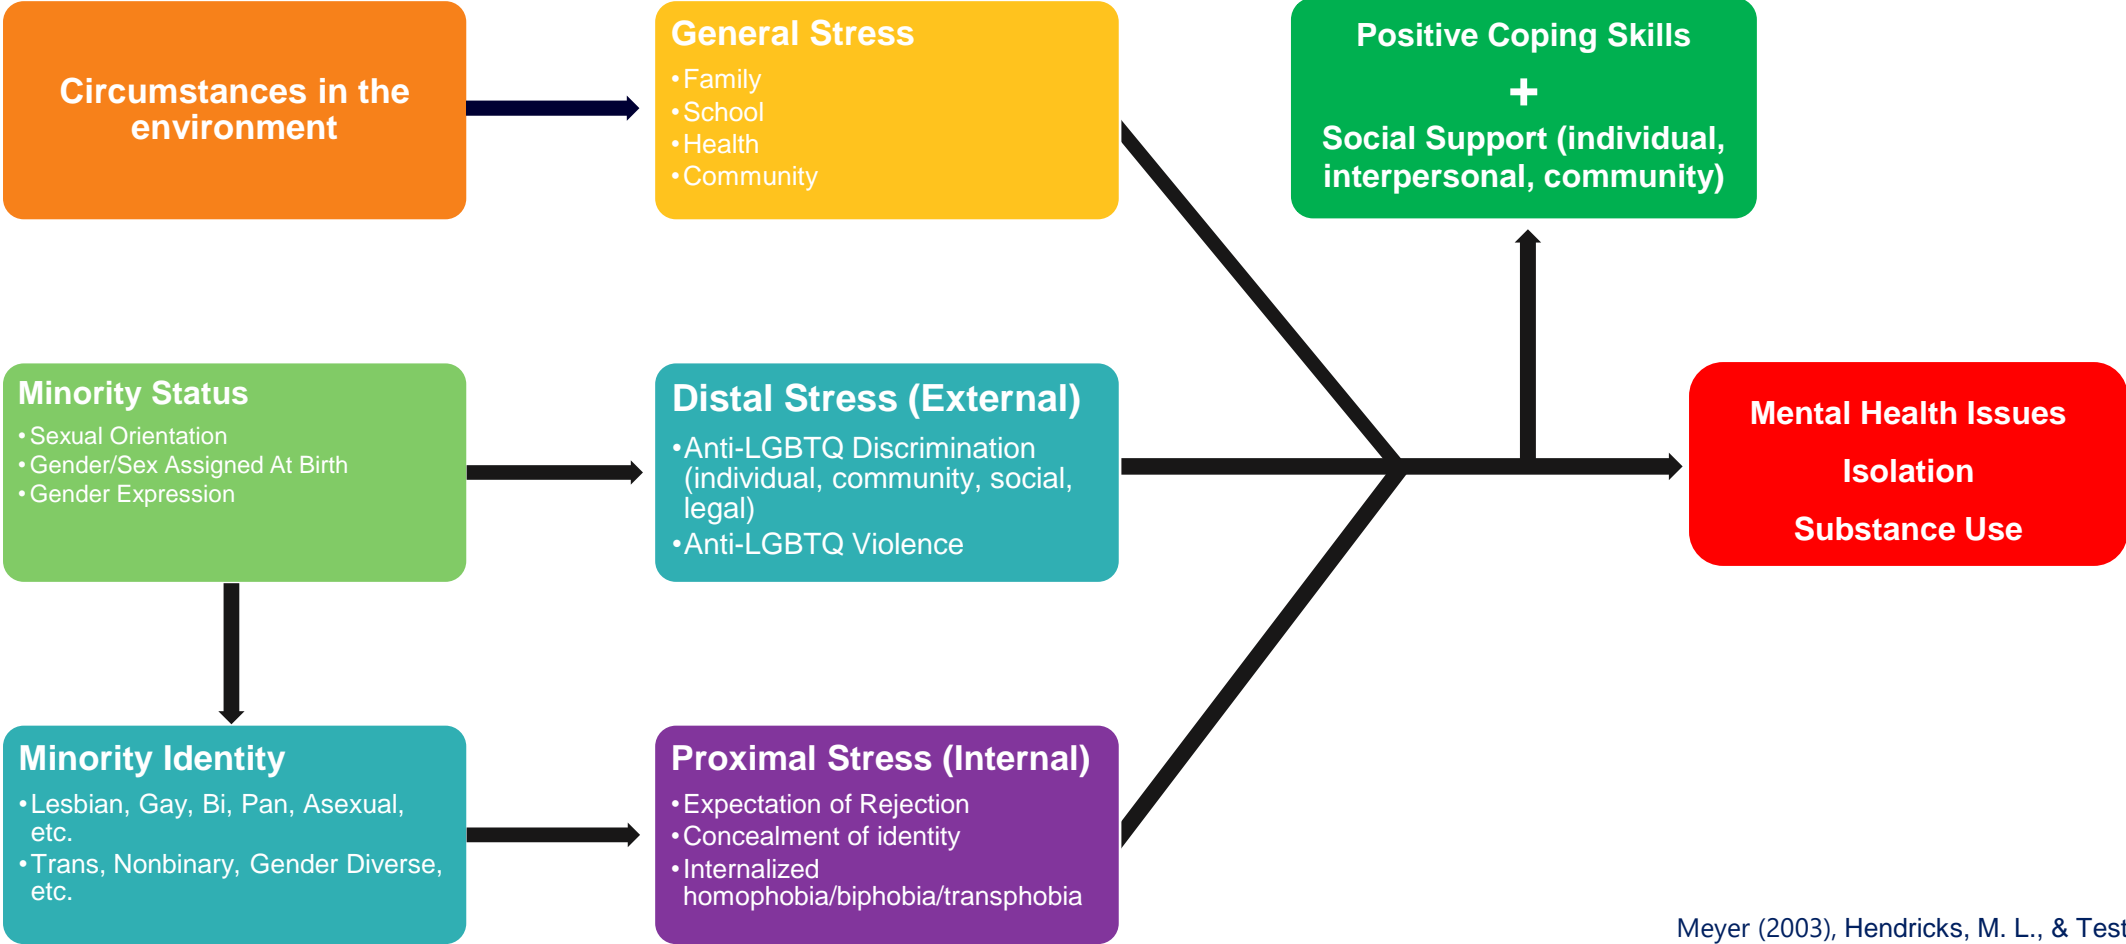 Circumstances in the
environment
General Stress
•Family
•School
•Health
•Community
Positive Coping Skills
+
Social Support (individual,
interpersonal, community)
Minority Status
•Sexual Orientation
•Gender/Sex Assigned At Birth
•Gender Expression
Distal Stress (External)
•Anti-LGBTQ Discrimination
(individual, community, social,
legal)
•Anti-LGBTQ Violence
Mental Health Issues
Isolation
Substance Use
Minority Identity
•Lesbian, Gay, Bi, Pan, Asexual,
etc.
•Trans, Nonbinary, Gender Diverse,
etc.
Proximal Stress (Internal)
•Expectation of Rejection
•Concealment of identity
•Internalized
homophobia/biphobia/transphobia
Meyer (2003), Hendricks, M. L., & Test